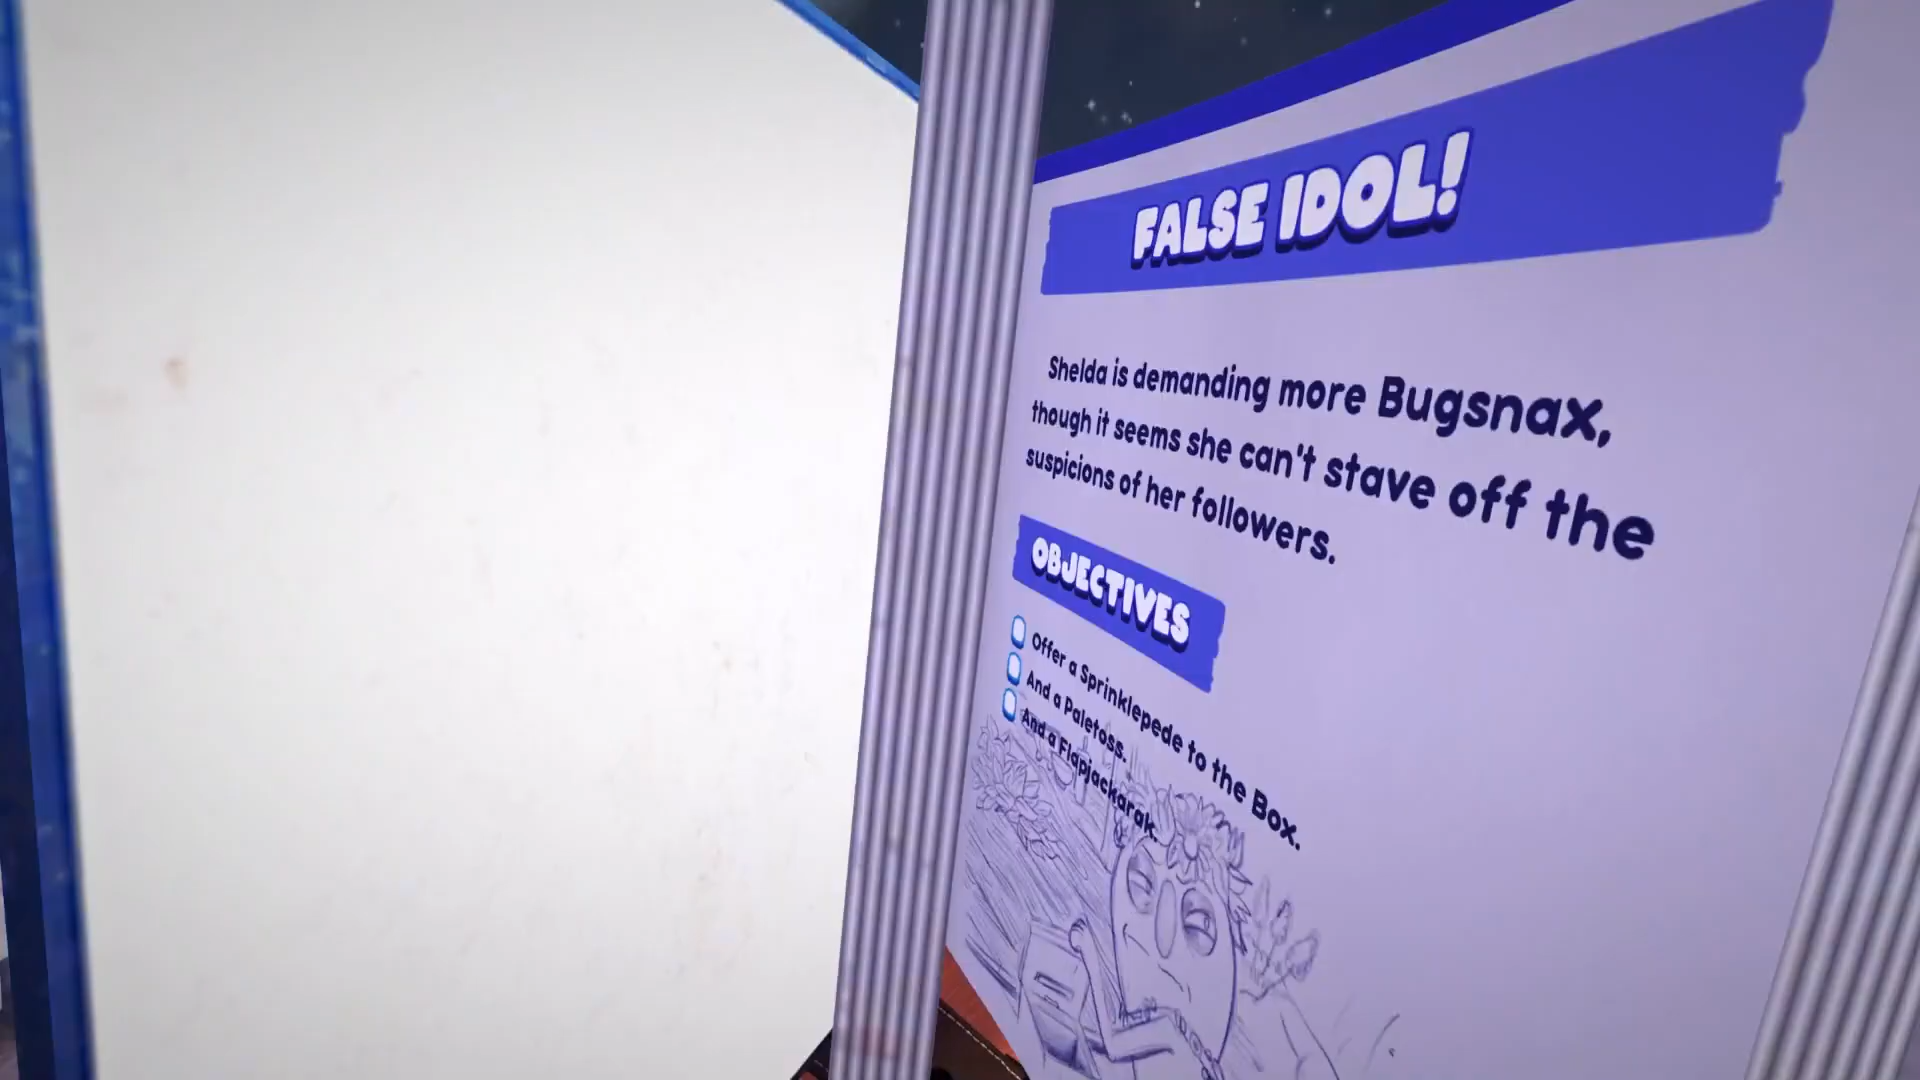 FALSE IDOL!
Shelda is demanding more Bugsnax,
though it seems she can't stave off the
suspicions of her followers.
OBJECTIVES
Offer a Sprinklepede to the Box.
And a Paletoss.
And a Flapjackarak.